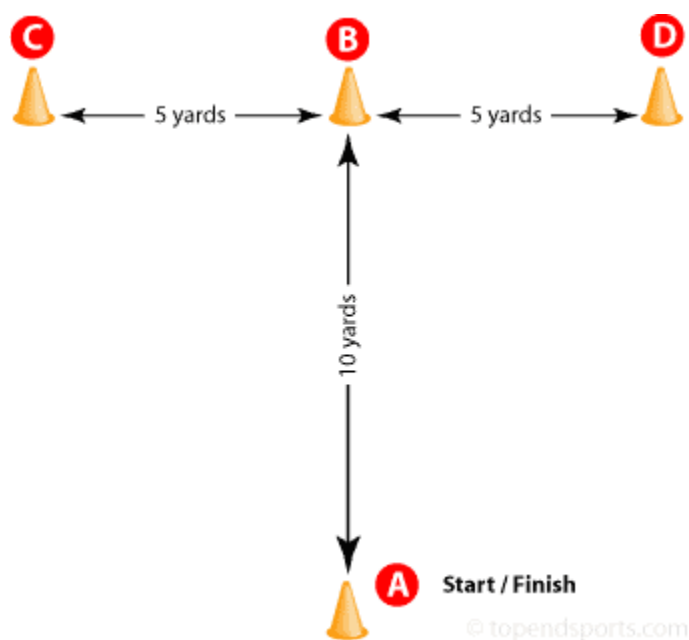 C B D
5 yards 5 yards
10 yards
A Start / Finish
© topendsports.com